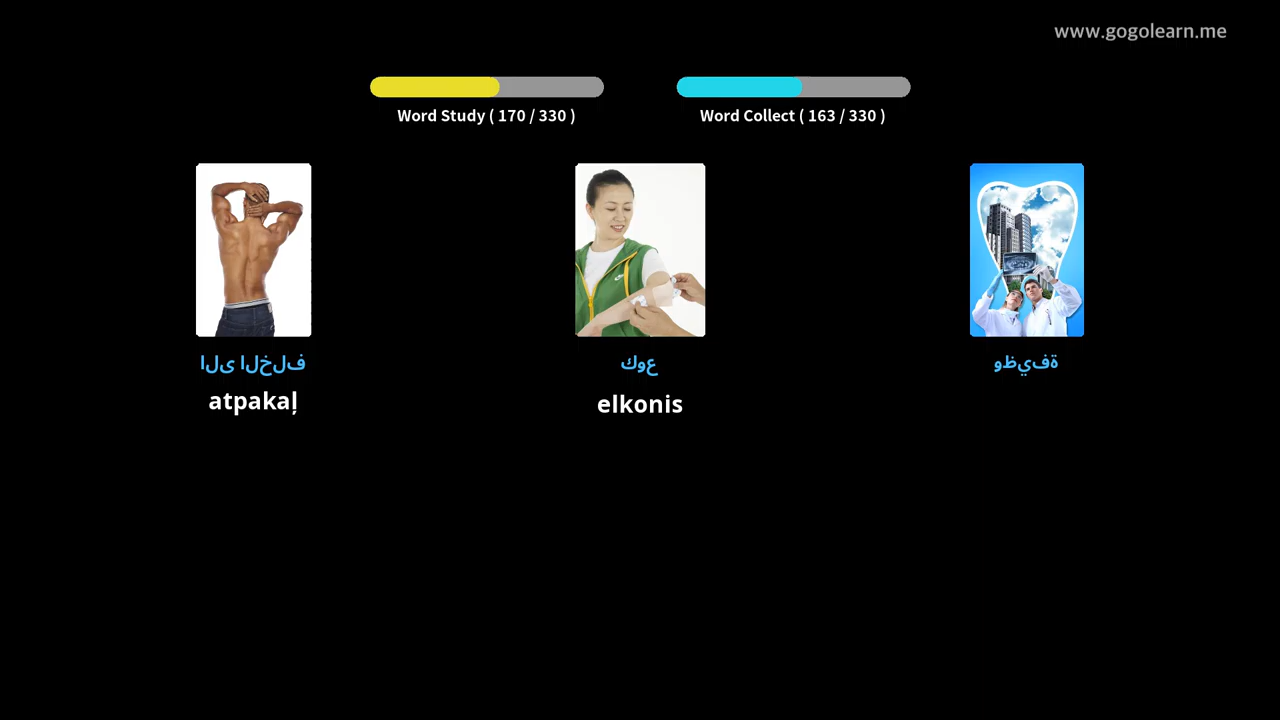 www.gogolearn.me
Word Study ( 170 / 330 )
Word Collect ( 163 / 330 )
الى الخلف
كوع
وظيفة
atpakaļ
elkonis